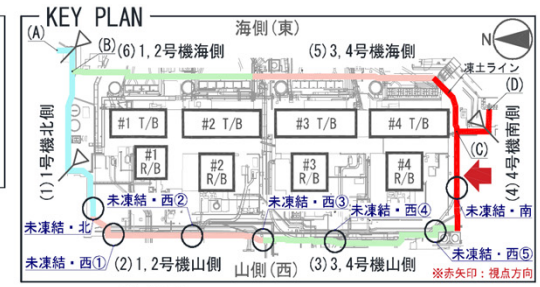 KEY PLAN
海側(東)
N
(A)
(B)
(6)1,2号機海側
(5)3,4号機海側
凍土ライン
(D)
#1 T/B
#2 T/B
#3 T/B
#4 T/B
(C)
(1)1号機北側
(4)4号機南側
#1
R/B
#2
R/B
#3
R/B
#4
R/B
未凍結・西②
未凍結・西③
未凍結・西④
未凍結・南
未凍結・北
未凍結・西①
(2)1,2号機山側
山側(西)
(3)3,4号機山側
未凍結・西⑤
※赤矢印:視点方向